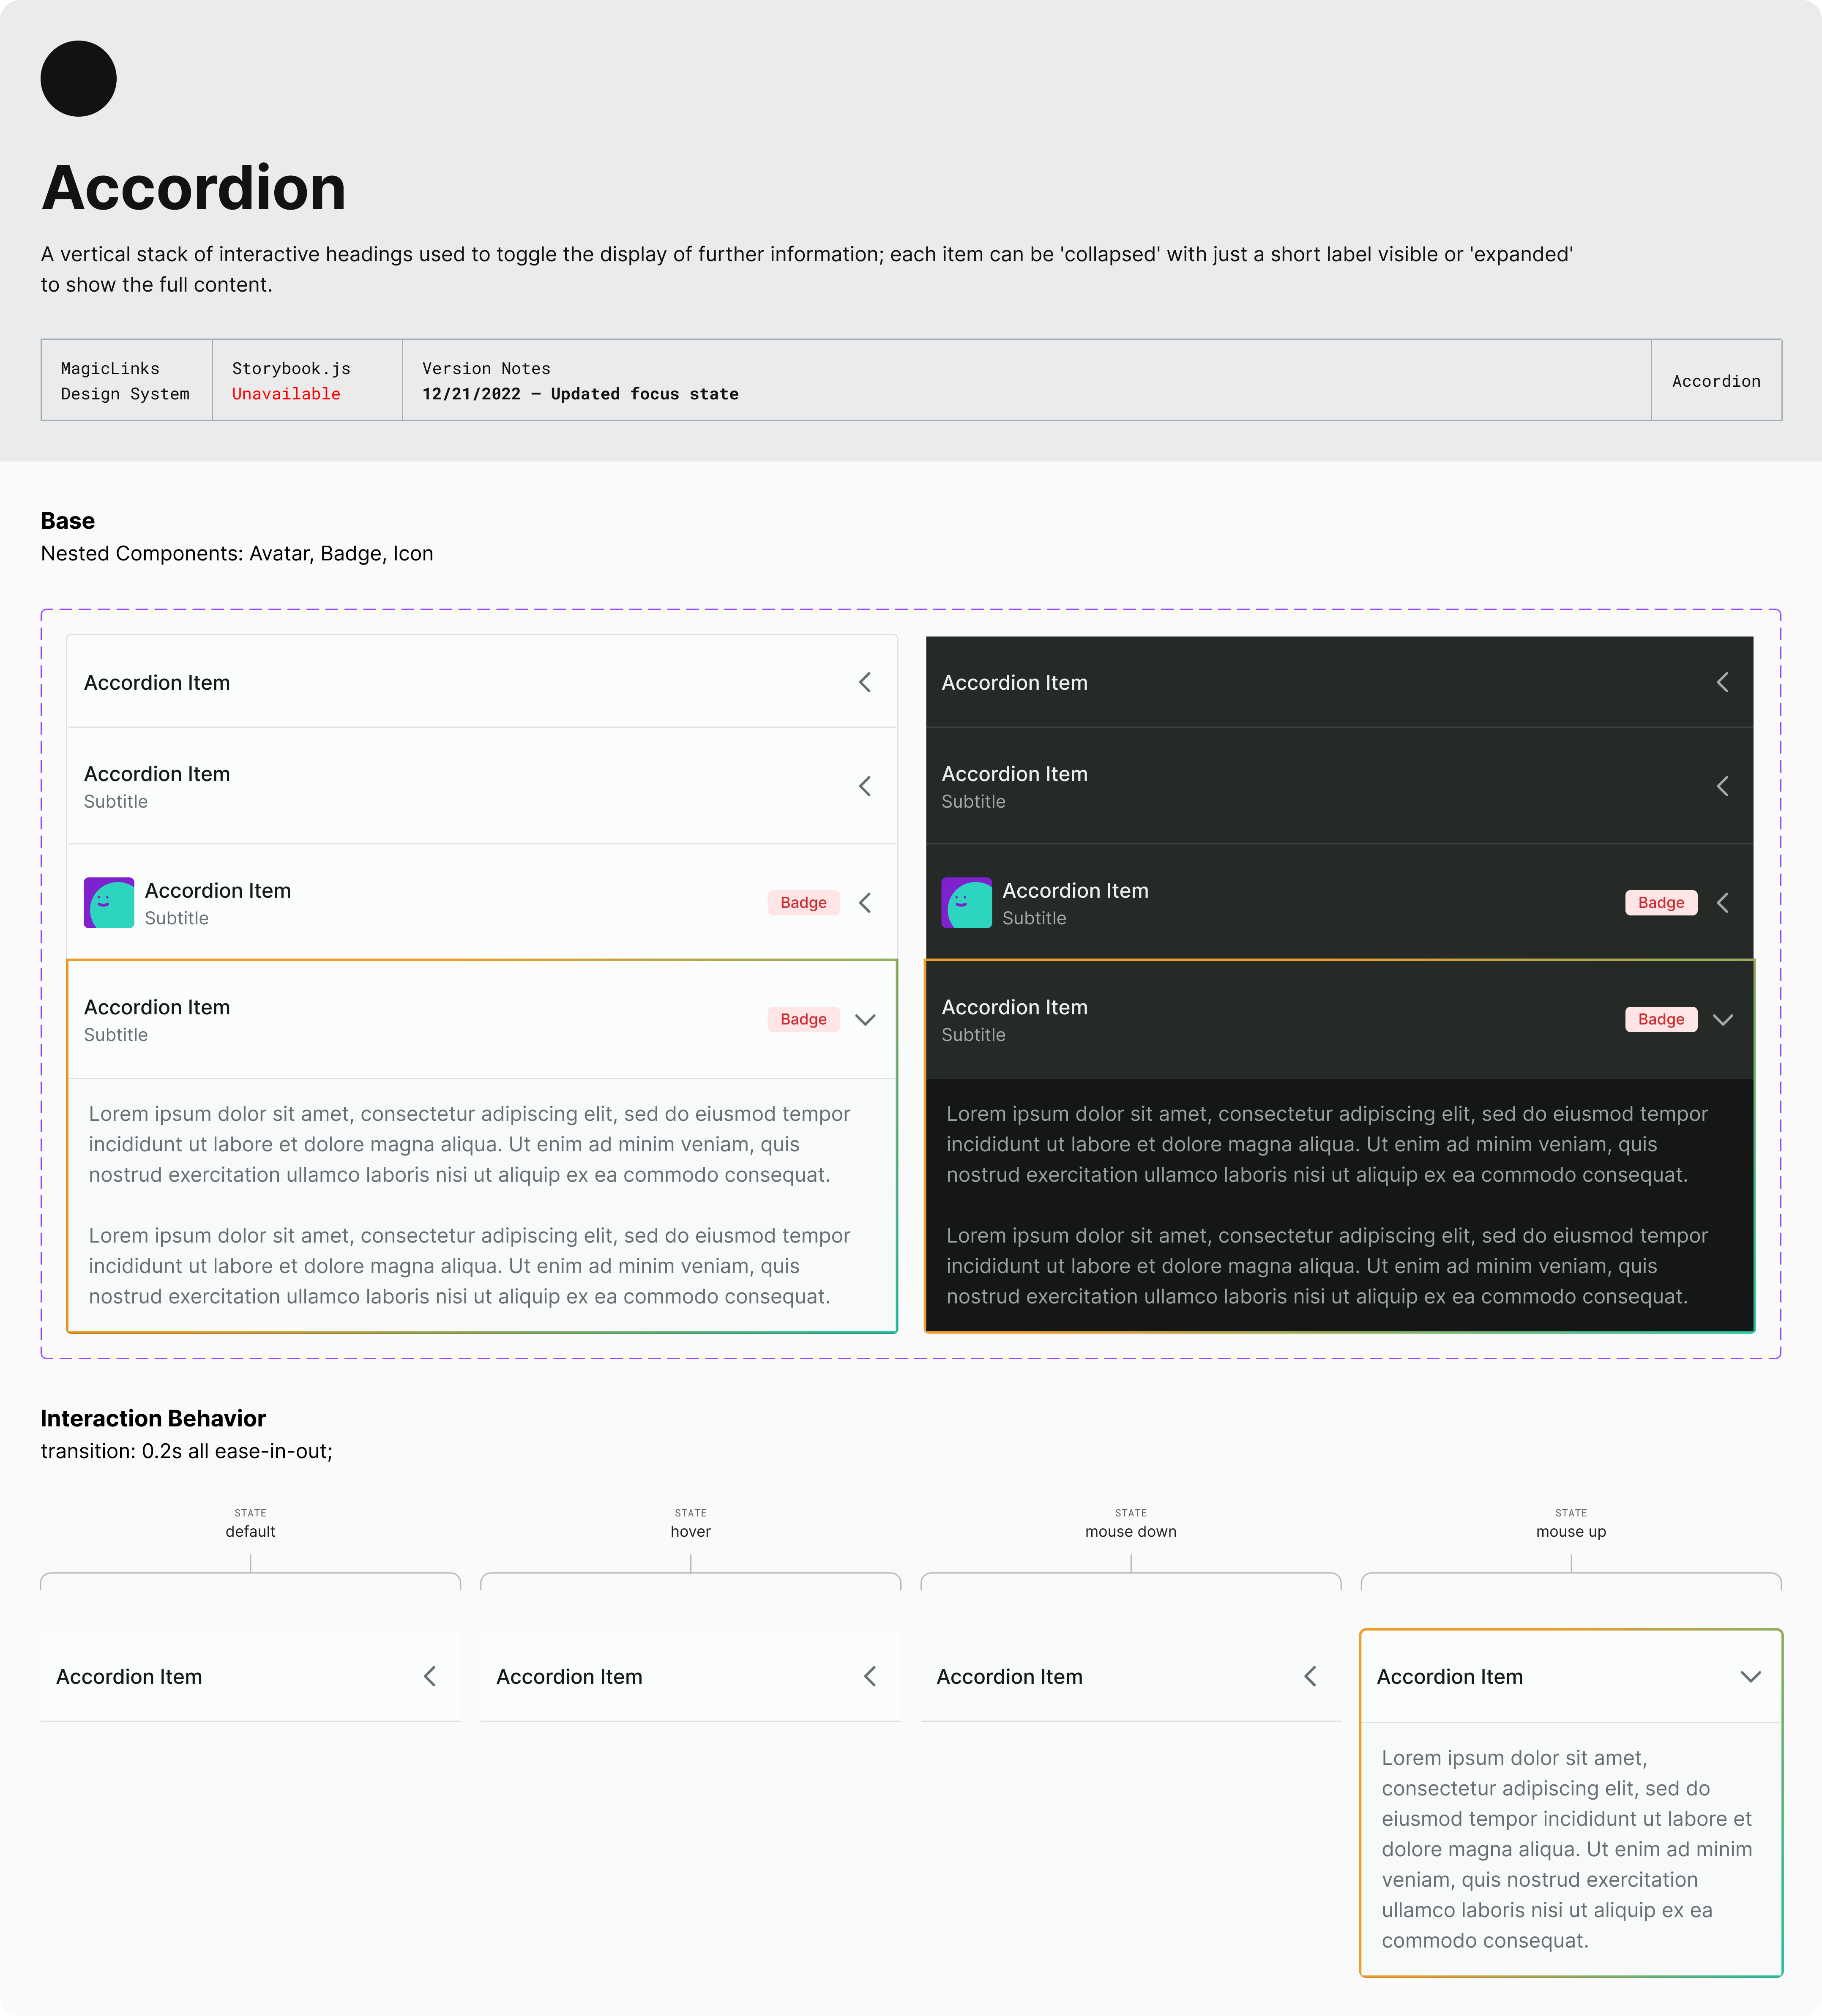 Accordion
A vertical stack of interactive headings used to toggle the display of further information; each item can be 'collapsed' with just a short label visible or 'expanded'
to show the full content.
MagicLinks
Design System
Storybook.js
Unavailable
Version Notes
12/21/2022 — Updated focus state
Accordion
Base
Nested Components: Avatar, Badge, Icon
Accordion Item
Accordion Item
Subtitle
Accordion Item
Subtitle
Badge
Accordion Item
Subtitle
Badge
Lorem ipsum dolor sit amet, consectetur adipiscing elit, sed do eiusmod tempor
incididunt ut labore et dolore magna aliqua. Ut enim ad minim veniam, quis
nostrud exercitation ullamco laboris nisi ut aliquip ex ea commodo consequat.
Lorem ipsum dolor sit amet, consectetur adipiscing elit, sed do eiusmod tempor
incididunt ut labore et dolore magna aliqua. Ut enim ad minim veniam, quis
nostrud exercitation ullamco laboris nisi ut aliquip ex ea commodo consequat.
Accordion Item
Accordion Item
Subtitle
Accordion Item
Subtitle
Badge
Accordion Item
Subtitle
Badge
Lorem ipsum dolor sit amet, consectetur adipiscing elit, sed do eiusmod tempor
incididunt ut labore et dolore magna aliqua. Ut enim ad minim veniam, quis
nostrud exercitation ullamco laboris nisi ut aliquip ex ea commodo consequat.
Lorem ipsum dolor sit amet, consectetur adipiscing elit, sed do eiusmod tempor
incididunt ut labore et dolore magna aliqua. Ut enim ad minim veniam, quis
nostrud exercitation ullamco laboris nisi ut aliquip ex ea commodo consequat.
Interaction Behavior
transition: 0.2s all ease-in-out;
STATE
default
Accordion Item
STATE
hover
Accordion Item
STATE
mouse down
Accordion Item
STATE
mouse up
Accordion Item
Lorem ipsum dolor sit amet,
consectetur adipiscing elit, sed do
eiusmod tempor incididunt ut labore et
dolore magna aliqua. Ut enim ad minim
veniam, quis nostrud exercitation
ullamco laboris nisi ut aliquip ex ea
commodo consequat.